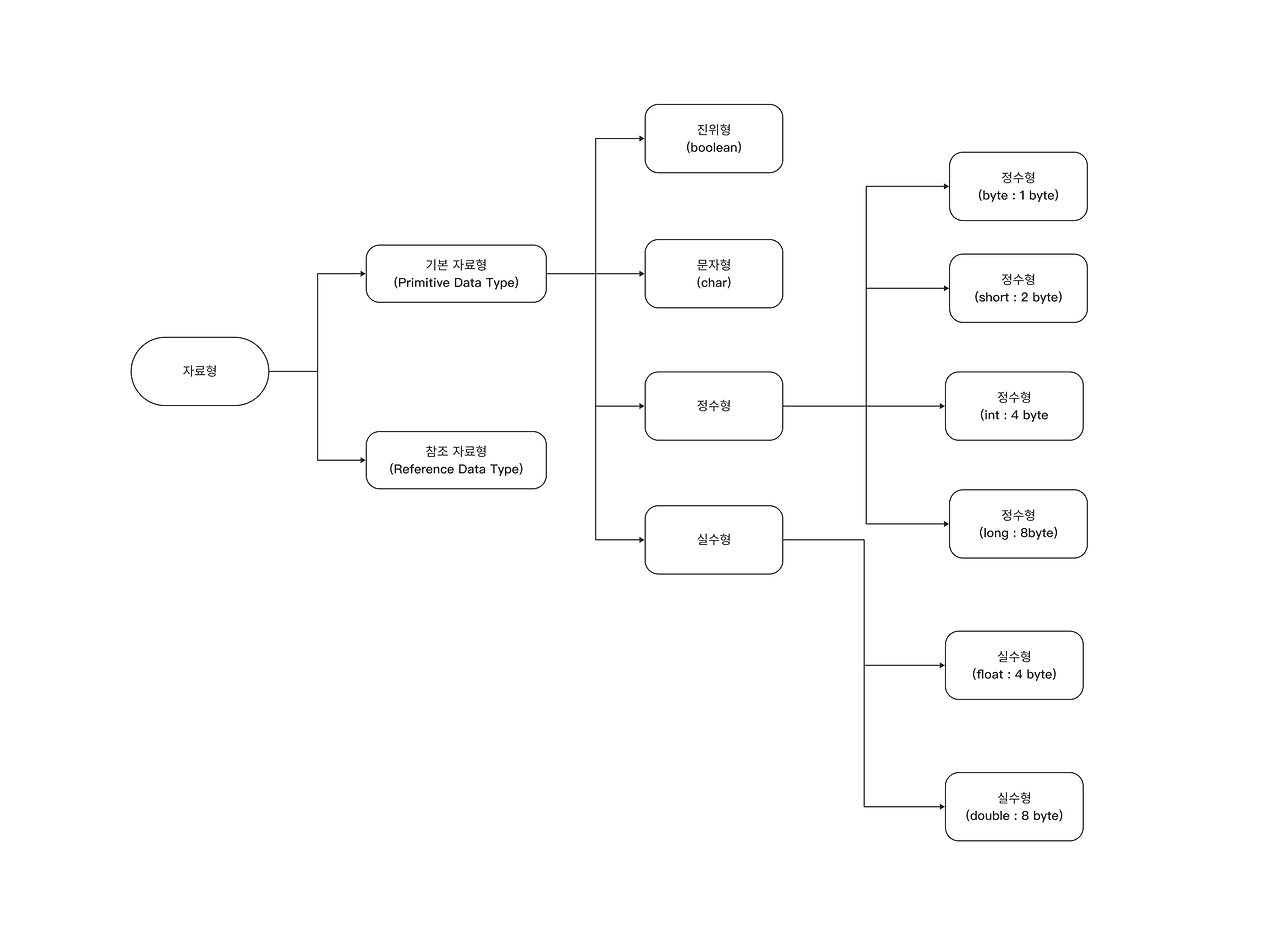 자료형
기본 자료형
(Primitive Data Type)
참조 자료형
(Reference Data Type)
진위형
(boolean)
문자형
(char)
정수형
실수형
정수형
(byte : 1 byte)
정수형
(short : 2 byte)
정수형
(int : 4 byte
정수형
(long : 8byte)
실수형
(float : 4 byte)
실수형
(double : 8 byte)